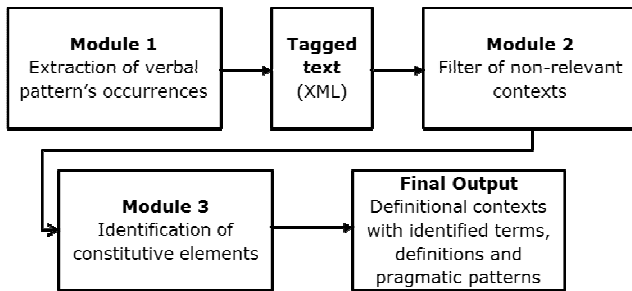 Module 1
Extraction of verbal
pattern's occurrences
Tagged
text
(XML)
Module 2
Filter of non-relevant
contexts
Module 3
Identification of
constitutive elements
Final Output
Definitional contexts
with identified terms,
definitions and
pragmatic patterns